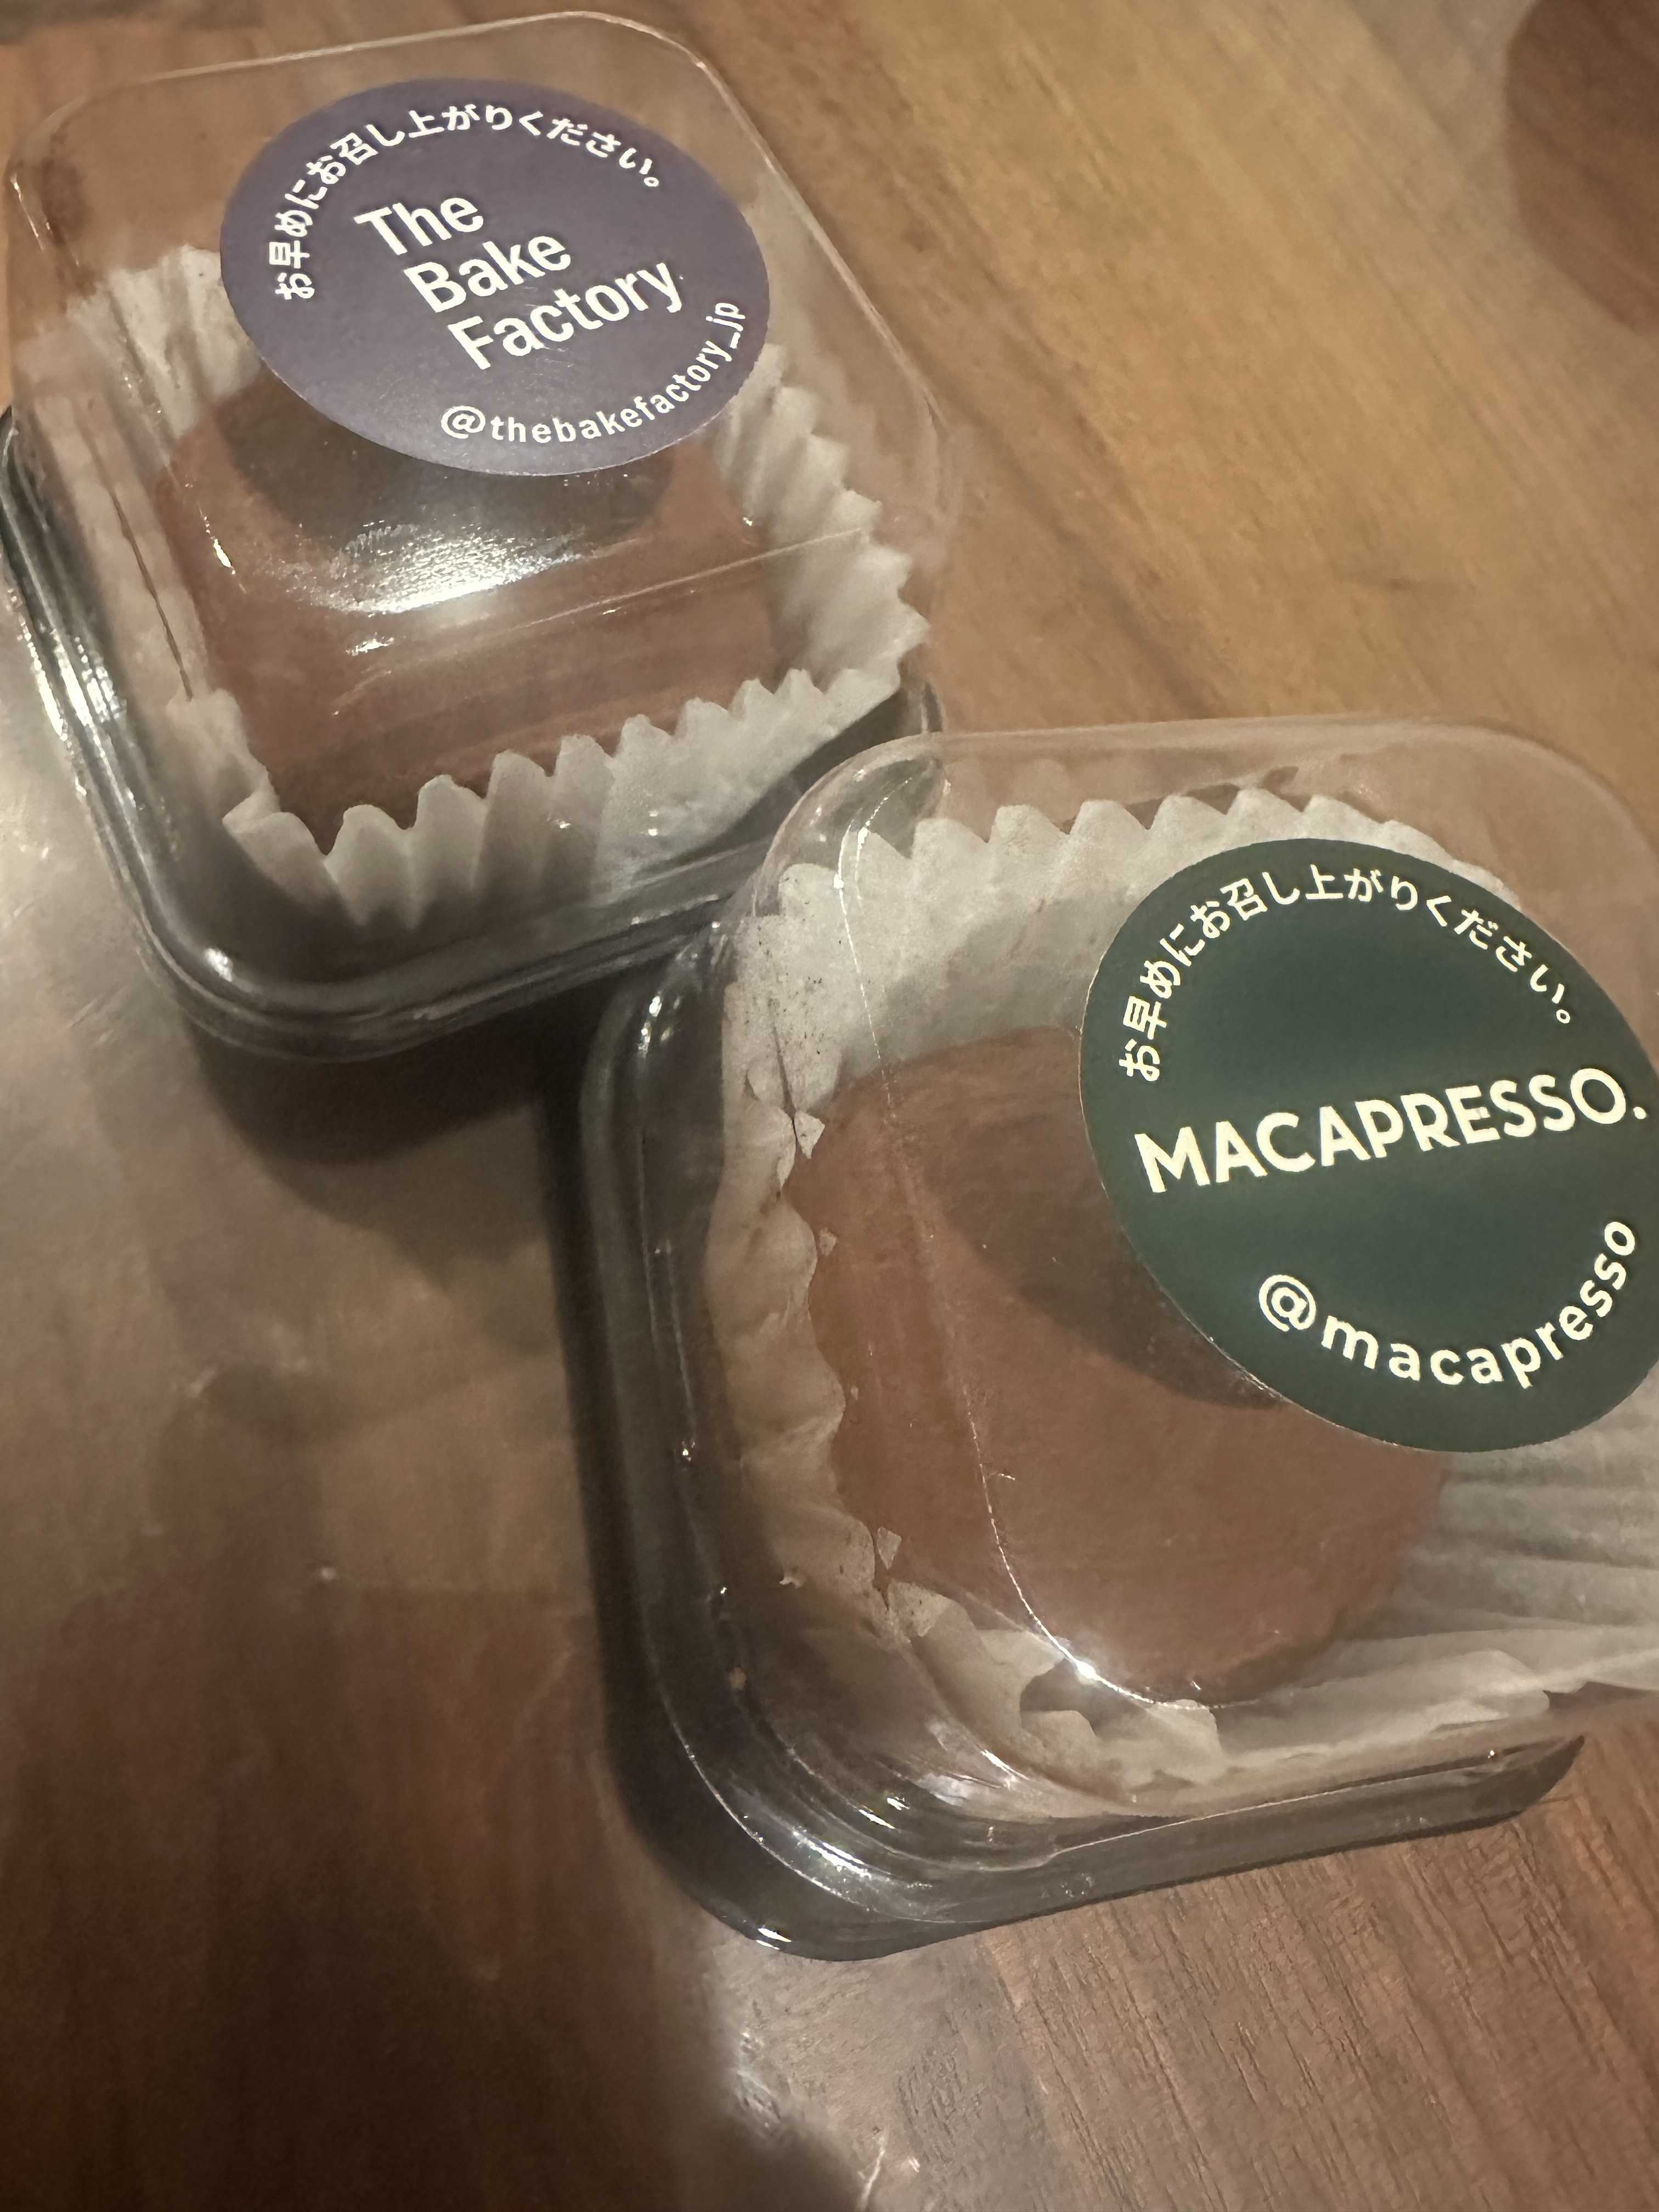 お早めにお召し上がりください。
The
Bake
Factory
@thebakefactory_jp
お早めにお召し上がりください。
MACAPRESSO.
@macapresso